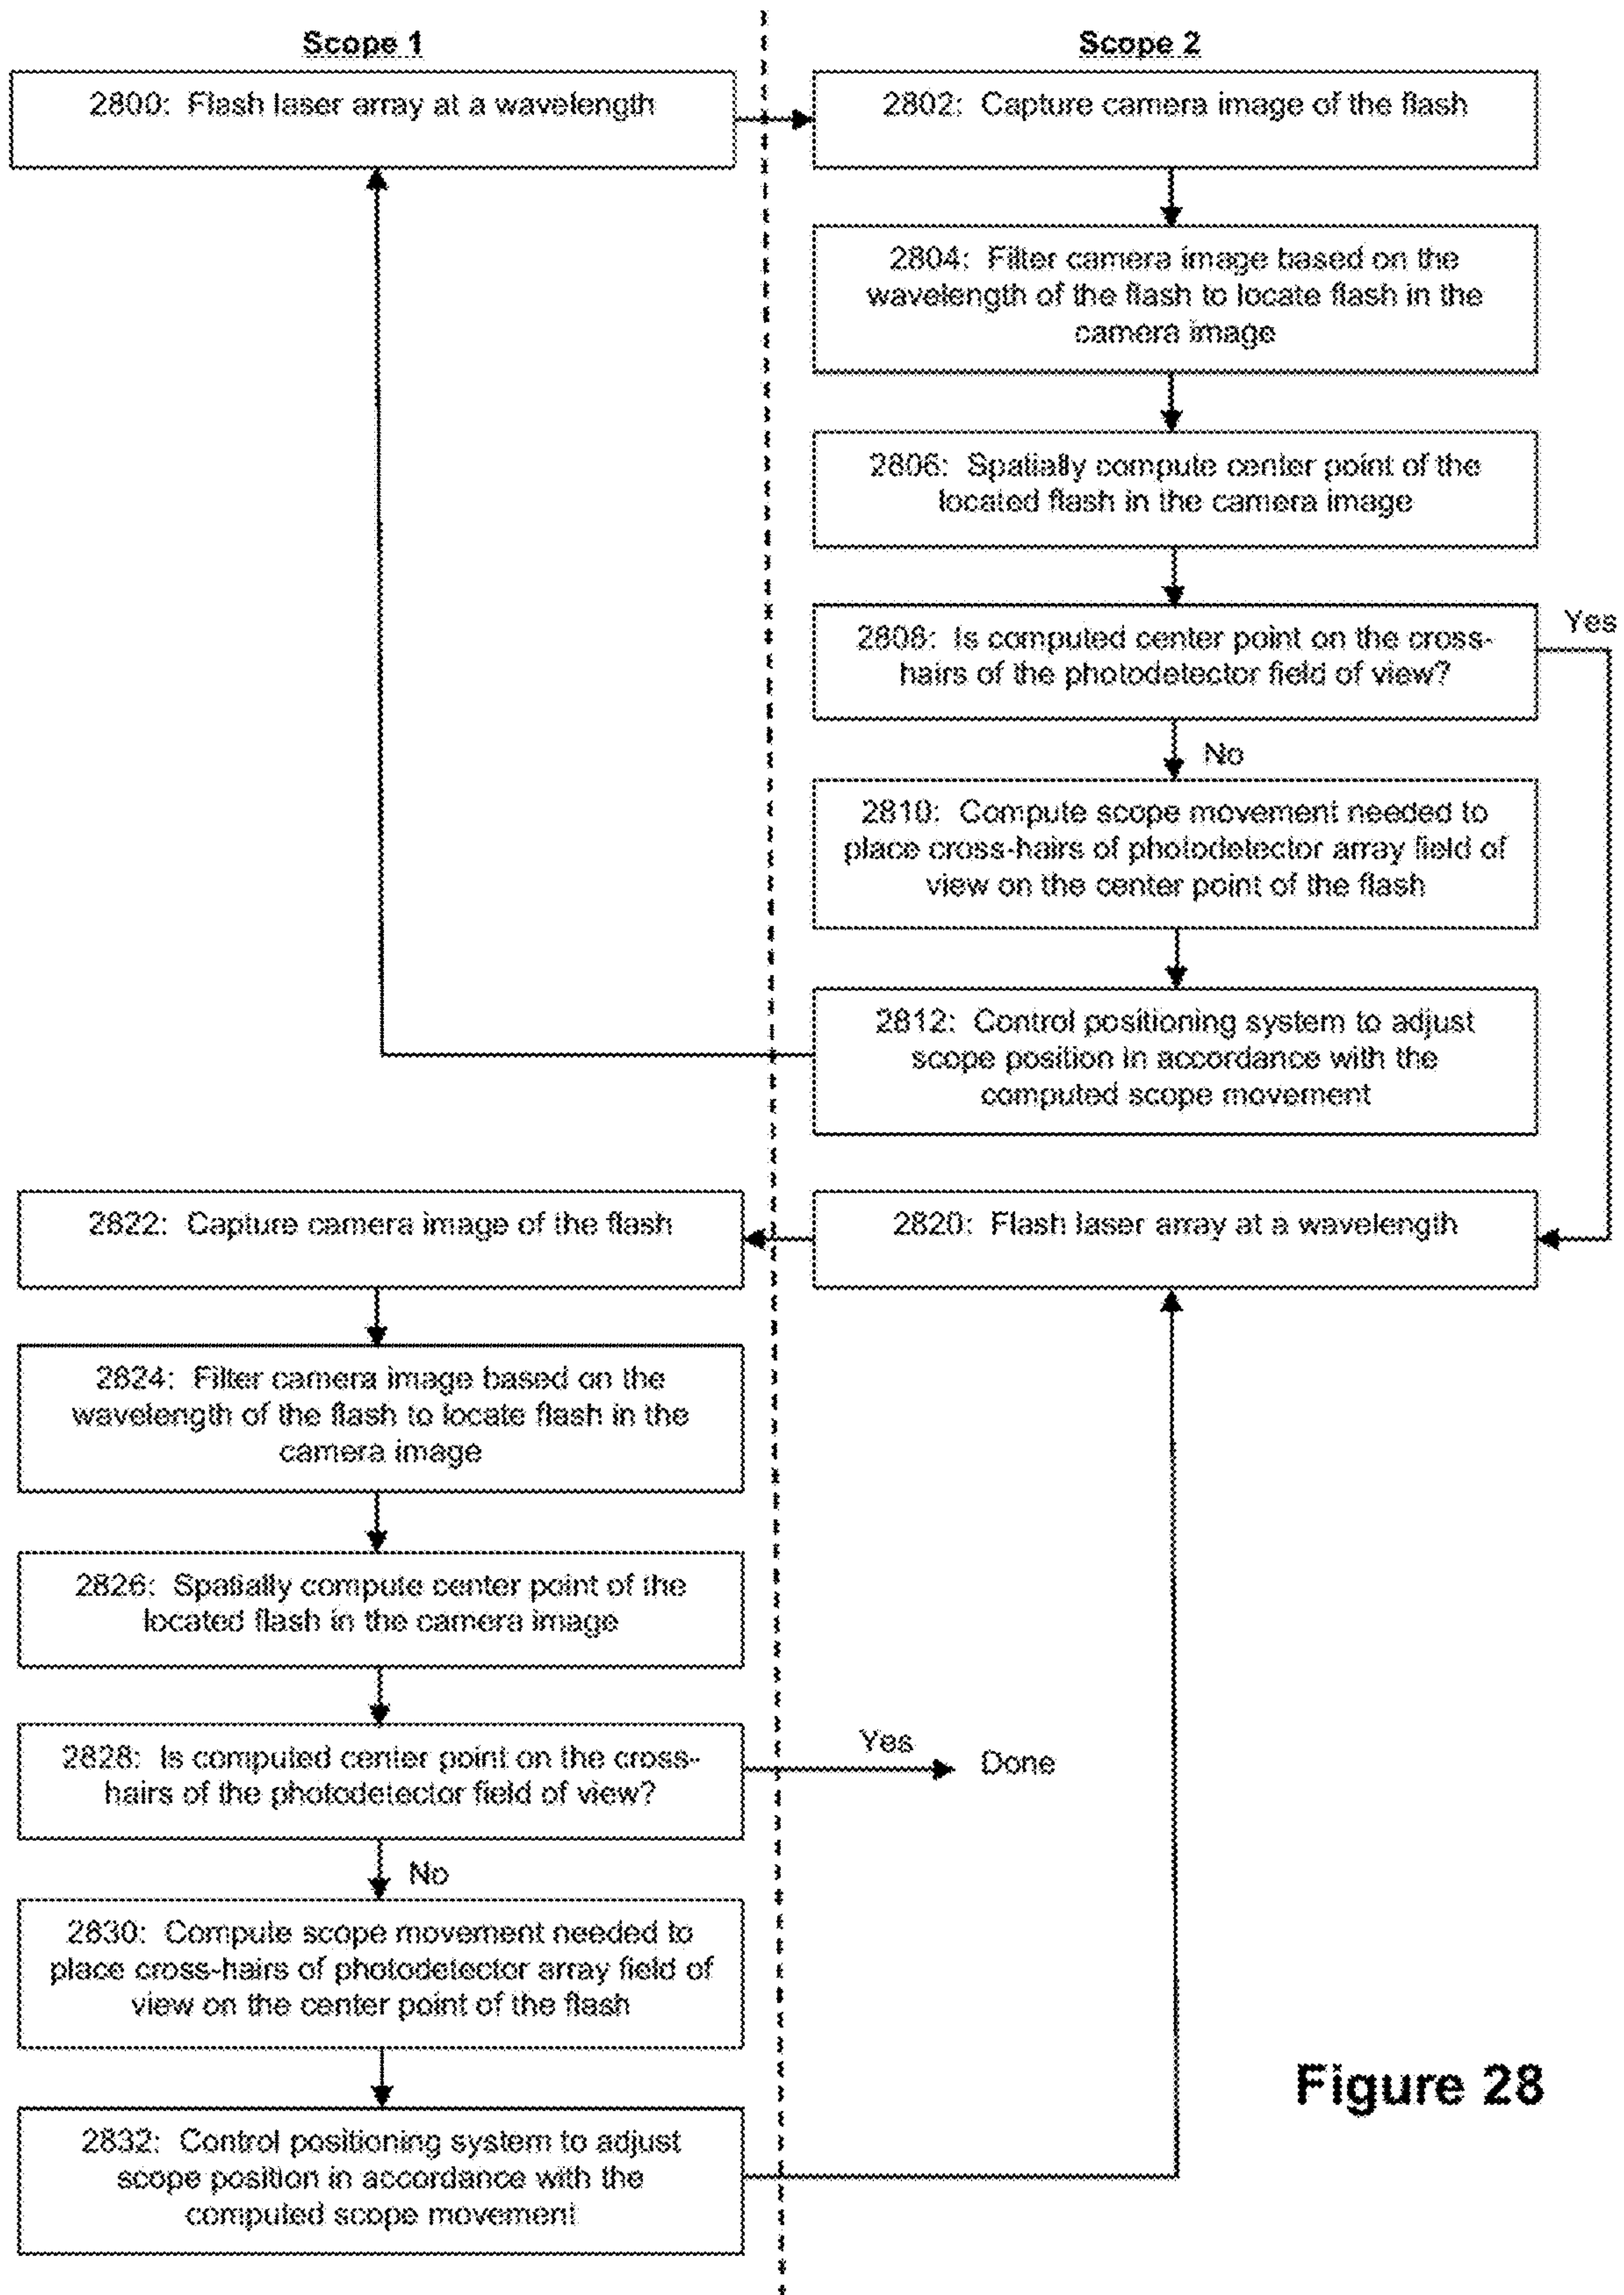 Scope 1
Scope 2
2800: Flash laser array at a wavelength
2802: Capture camera image of the flash
2804: Filter camera image based on the
wavelength of the flash to locate flash in the
camera image
2806: Spatially compute center point of the
located flash in the camera image
2808: Is computed center point on the cross-
hairs of the photodetector field of view?
Yes
No
2810: Compute scope movement needed to
place cross-hairs of photodetector array field of
view on the center point of the flash
2812: Control positioning system to adjust
scope position in accordance with the
computed scope movement
2820: Flash laser array at a wavelength
2822: Capture camera image of the flash
2824: Filter camera image based on the
wavelength of the flash to locate flash in the
camera image
2826: Spatially compute center point of the
located flash in the camera image
2828: Is computed center point on the cross-
hairs of the photodetector field of view?
Yes
Done
No
2830: Compute scope movement needed to
place cross-hairs of photodetector array field of
view on the center point of the flash
2832: Control positioning system to adjust
scope position in accordance with the
computed scope movement
Figure 28